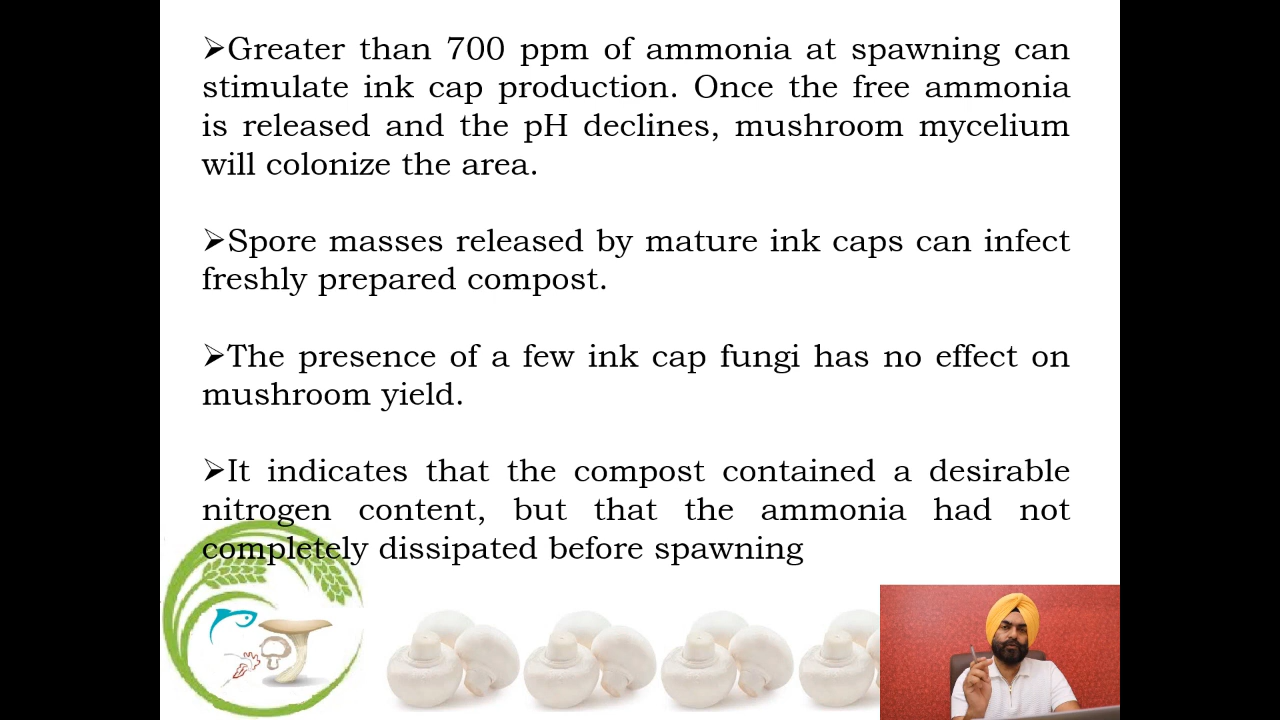 ➢Greater than 700 ppm of ammonia at spawning can
stimulate ink cap production. Once the free ammonia
is released and the pH declines, mushroom mycelium
will colonize the area.
➢Spore masses released by mature ink caps can infect
freshly prepared compost.
➢The presence of a few ink cap fungi has no effect on
mushroom yield.
➢It indicates that the compost contained a desirable
nitrogen content, but that the ammonia had not
completely dissipated before spawning